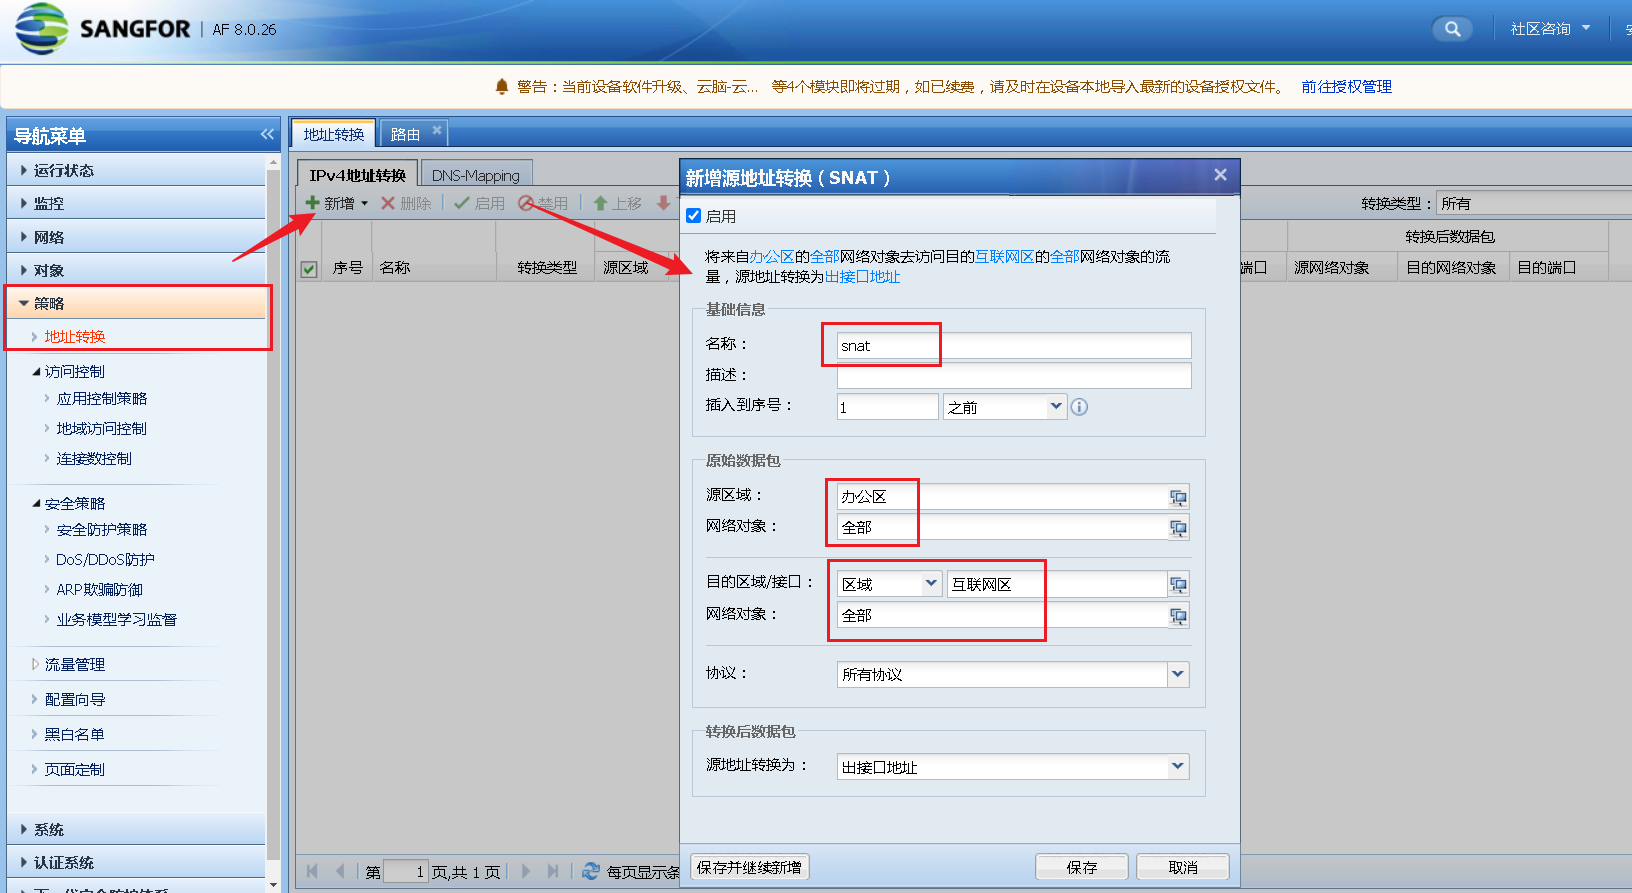 SANGFOR | AF 8.0.26
社区咨询
警告：当前设备软件升级、云脑-云... 等4个模块即将过期，如已续费，请及时在设备本地导入最新的设备授权文件。 前往授权管理
导航菜单
运行状态
监控
网络
对象
策略
地址转换
访问控制
应用控制策略
地域访问控制
连接数控制
安全策略
安全防护策略
DoS/DDoS防护
ARP欺骗防御
业务模型学习监督
流量管理
配置向导
黑白名单
页面定制
系统
认证系统
地址转换 路由
IPv4地址转换 DNS-Mapping
新增 删除 启用 禁用 上移
转换类型： 所有
转换后数据包
序号 名称 转换类型 源区域
端口 源网络对象 目的网络对象 目的端口
新增源地址转换（SNAT）
启用
将来自办公区的全部网络对象去访问目的互联网区的全部网络对象的流
量，源地址转换为出接口地址
基础信息
名称： snat
描述：
插入到序号： 1 之前
原始数据包
源区域： 办公区
网络对象： 全部
目的区域/接口： 区域 互联网区
网络对象： 全部
协议： 所有协议
转换后数据包
源地址转换为： 出接口地址
保存并继续新增 保存 取消
第 1 页,共 1 页 每页显示条